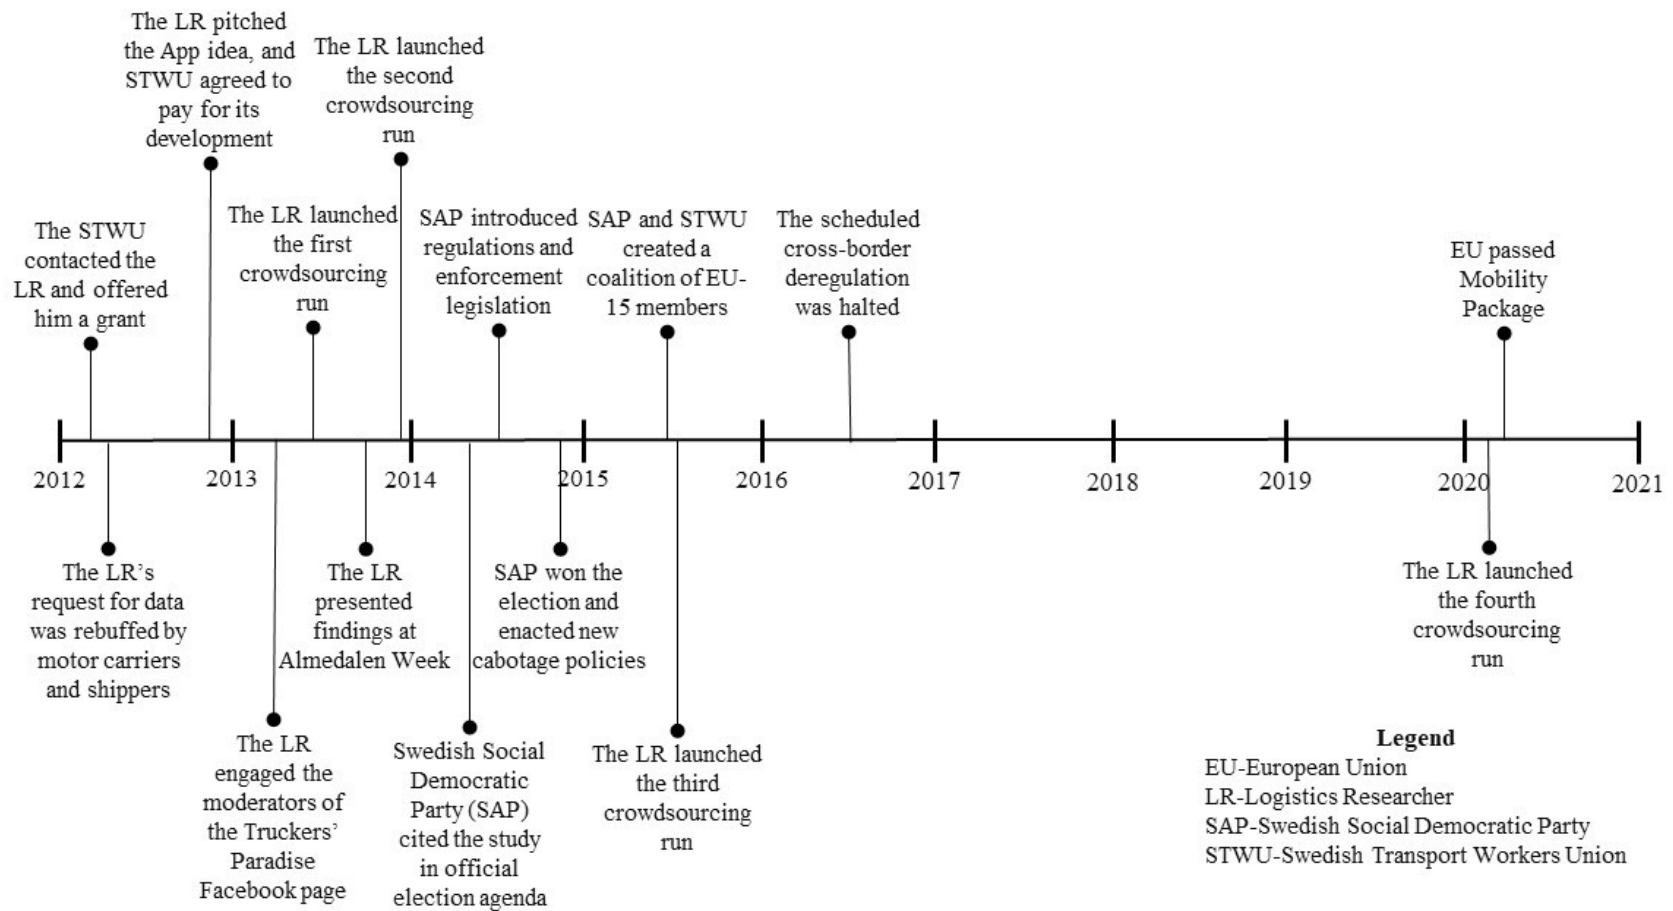 The LR pitched
the App idea, and
STWU agreed to
pay for its
development
The LR launched
the second
crowdsourcing
run
The STWU
contacted the
LR and offered
him a grant
The LR launched
the first
crowdsourcing
run
SAP introduced
regulations and
enforcement
legislation
SAP and STWU
created a
coalition of EU-
15 members
The scheduled
cross-border
deregulation
was halted
EU passed
Mobility
Package
2012
2013
2014
2015
2016
2017
2018
2019
2020
2021
The LR's
request for data
was rebuffed by
motor carriers
and shippers
The LR
engaged the
moderators of
the Truckers'
Paradise
Facebook page
The LR
presented
findings at
Almedalen Week
Swedish Social
Democratic
Party (SAP)
cited the study
in official
election agenda
SAP won the
election and
enacted new
cabotage policies
The LR launched
the third
crowdsourcing
run
The LR launched
the fourth
crowdsourcing
run
Legend
EU-European Union
LR-Logistics Researcher
SAP-Swedish Social Democratic Party
STWU-Swedish Transport Workers Union